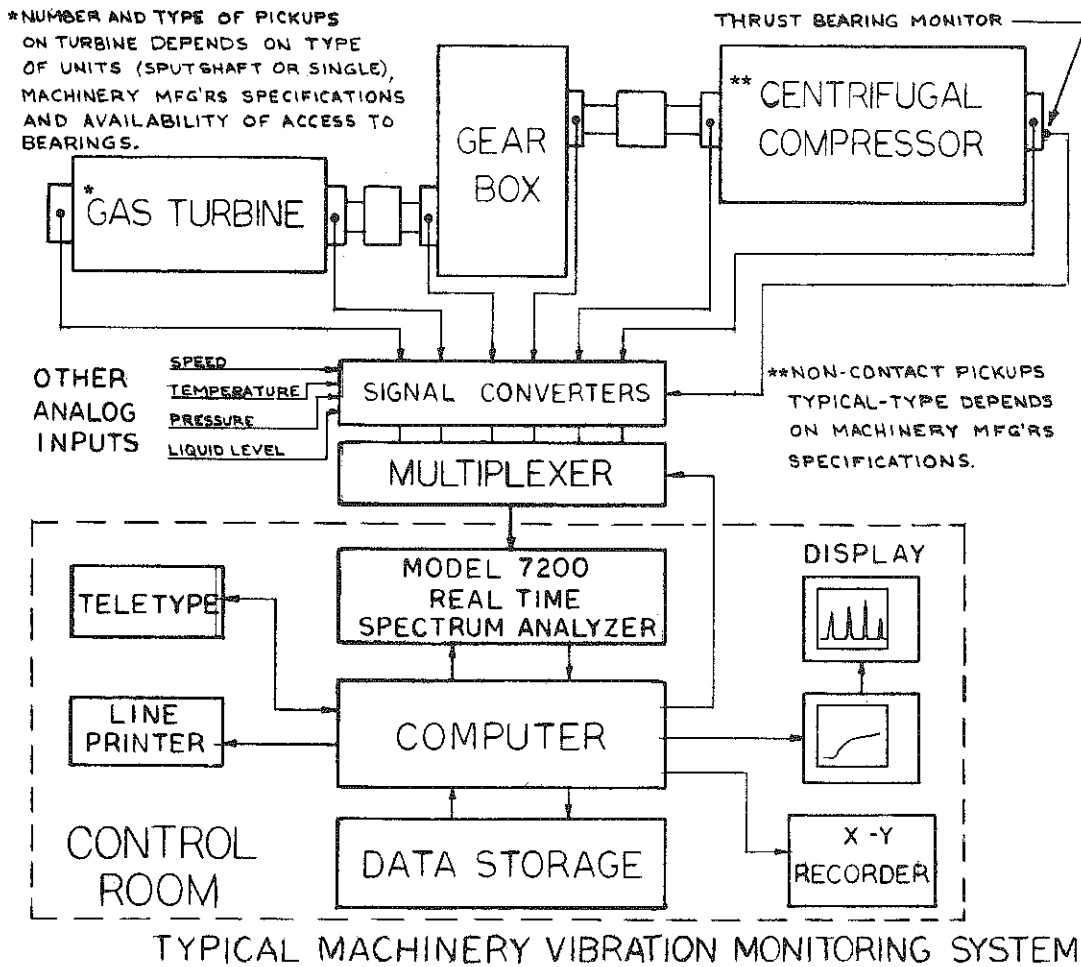 *NUMBER AND TYPE OF PICKUPS
ON TURBINE DEPENDS ON TYPE
OF UNITS (SPUTSHAFT OR SINGLE),
MACHINERY MFG'RS SPECIFICATIONS
AND AVAILABILITY OF ACCESS TO
BEARINGS.
THRUST BEARING MONITOR
*GAS TURBINE
GEAR
BOX
** CENTRIFUGAL
COMPRESSOR
OTHER
ANALOG
INPUTS
SPEED
TEMPERATURE
PRESSURE
LIQUID LEVEL
SIGNAL CONVERTERS
**NON-CONTACT PICKUPS
TYPICAL-TYPE DEPENDS
ON MACHINERY MFG'RS
SPECIFICATIONS.
MULTIPLEXER
MODEL 7200
REAL TIME
SPECTRUM ANALYZER
DISPLAY
TELETYPE
LINE
PRINTER
COMPUTER
DATA STORAGE
X-Y
RECORDER
CONTROL
ROOM
TYPICAL MACHINERY VIBRATION MONITORING SYSTEM